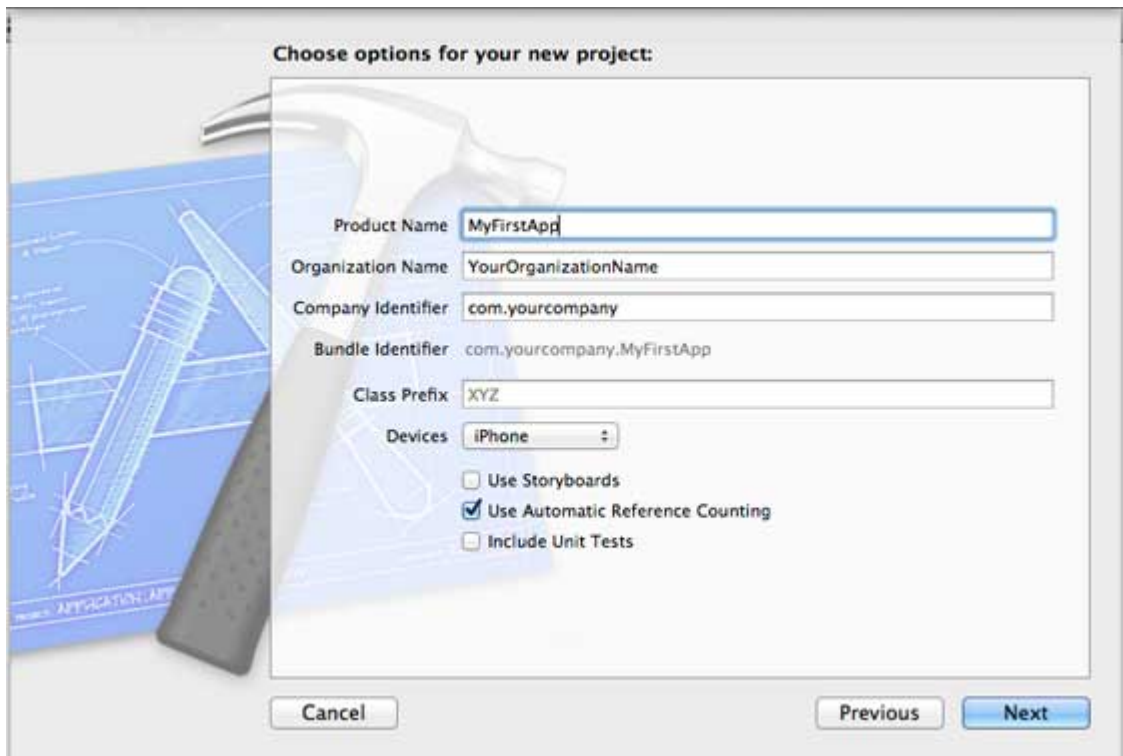 Choose options for your new project:
Product Name MyFirstApp
Organization Name YourOrganizationName
Company Identifier com.yourcompany
Bundle Identifier com.yourcompany.MyFirstApp
Class Prefix XYZ
Devices iPhone
Use Storyboards
Use Automatic Reference Counting
Include Unit Tests
APPLICATION.APP
Cancel Previous Next